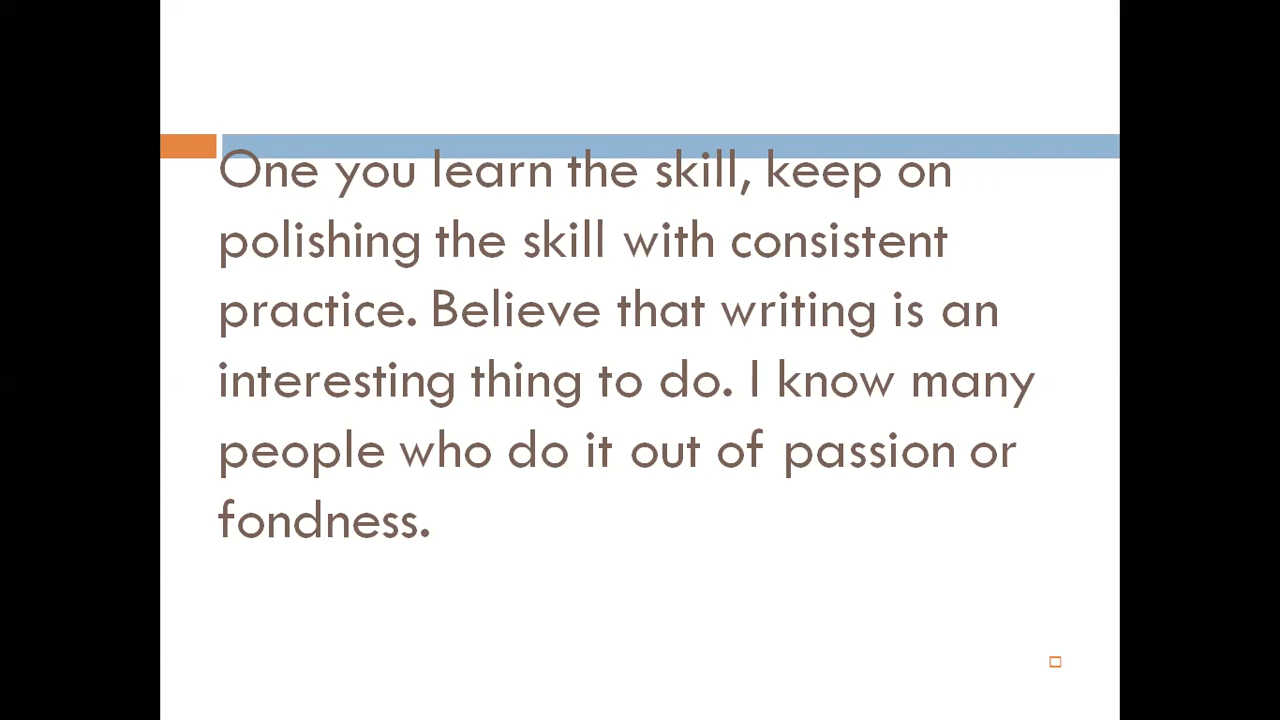 One you learn the skill, keep on
polishing the skill with consistent
practice. Believe that writing is an
interesting thing to do. I know many
people who do it out of passion or
fondness.